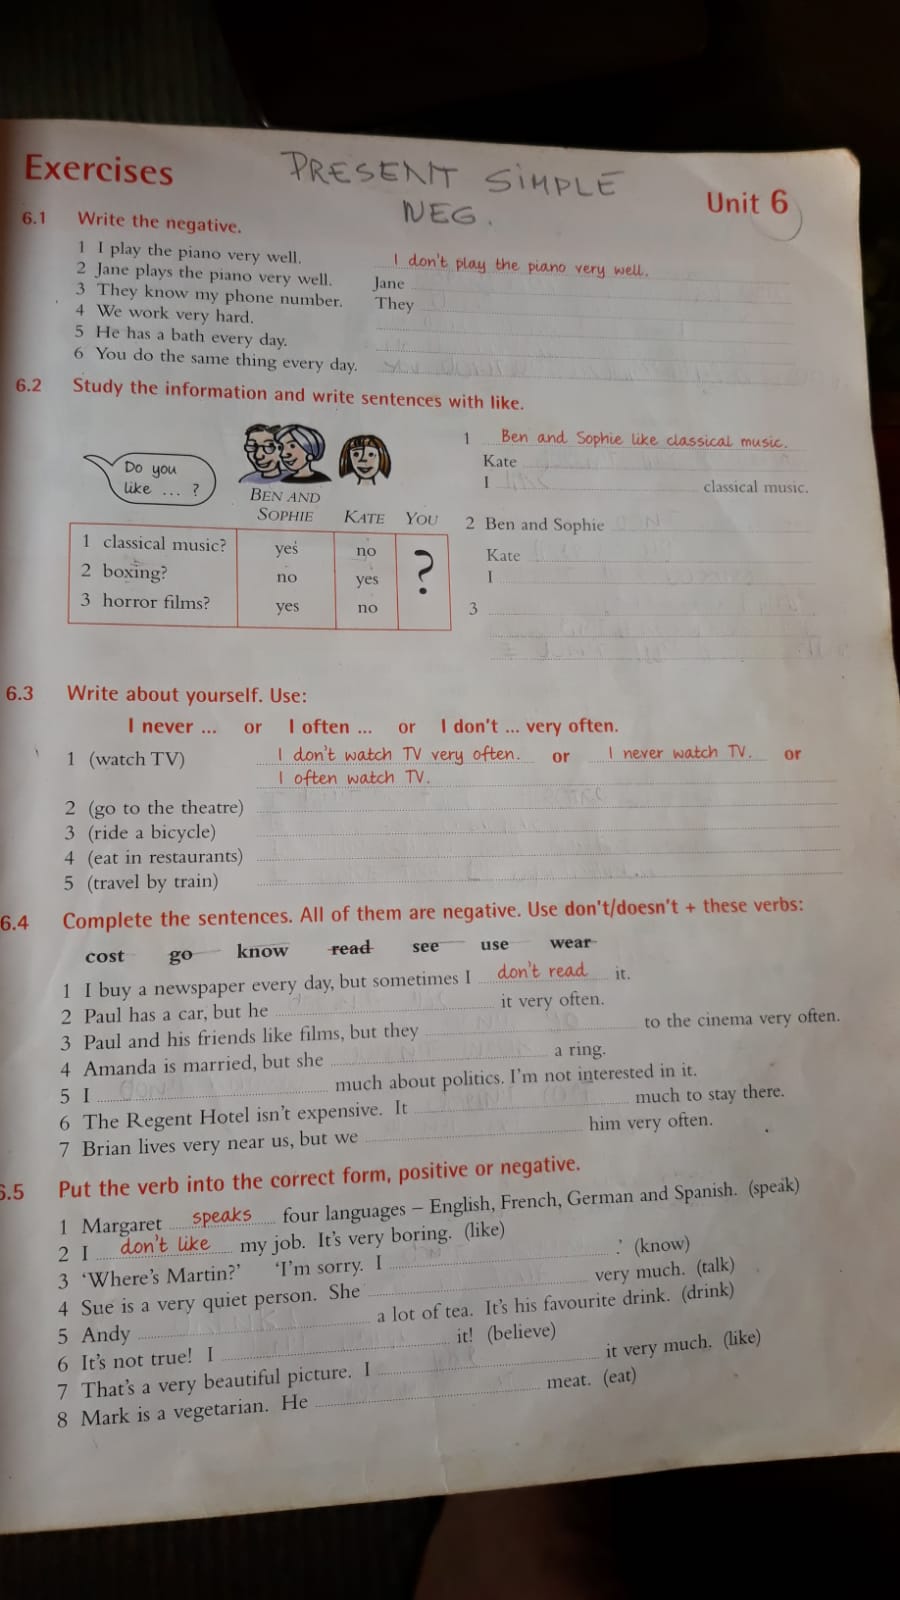 Exercises
PRESENT SIMPLE
NEG.
Unit 6
6.1 Write the negative.
1 I play the piano very well. I don't play the piano very well.
2 Jane plays the piano very well. Jane
3 They know my phone number. They
4 We work very hard.
5 He has a bath every day.
6 You do the same thing every day.
6.2 Study the information and write sentences with like.
Do you
like ... ?
BEN AND
SOPHIE KATE YOU
1 classical music? yes no ?
2 boxing? no yes
3 horror films? yes no
1 Ben and Sophie like classical music.
Kate
I classical music.
2 Ben and Sophie
Kate
I
3
6.3 Write about yourself. Use:
I never ... or I often ... or I don't ... very often.
1 (watch TV) I don't watch TV very often. or I never watch TV. or
I often watch TV.
2 (go to the theatre)
3 (ride a bicycle)
4 (eat in restaurants)
5 (travel by train)
6.4 Complete the sentences. All of them are negative. Use don't/doesn't + these verbs:
cost go know read see use wear
1 I buy a newspaper every day, but sometimes I don't read it.
2 Paul has a car, but he it very often.
3 Paul and his friends like films, but they to the cinema very often.
4 Amanda is married, but she a ring.
5 I much about politics. I'm not interested in it.
6 The Regent Hotel isn't expensive. It much to stay there.
7 Brian lives very near us, but we him very often.
6.5 Put the verb into the correct form, positive or negative.
1 Margaret speaks four languages – English, French, German and Spanish. (speak)
2 I don't like my job. It's very boring. (like)
3 'Where's Martin?' 'I'm sorry. I .' (know)
4 Sue is a very quiet person. She very much. (talk)
5 Andy a lot of tea. It's his favourite drink. (drink)
6 It's not true! I it! (believe)
7 That's a very beautiful picture. I it very much. (like)
8 Mark is a vegetarian. He meat. (eat)